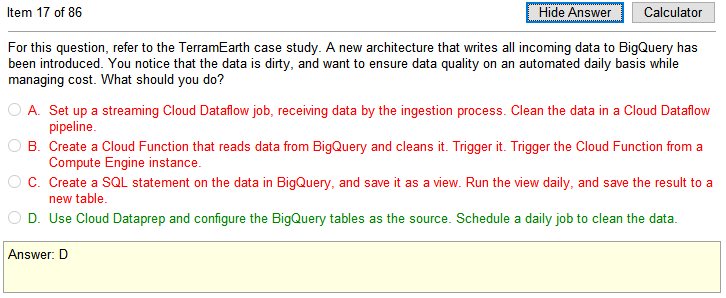 Item 17 of 86
Hide Answer
Calculator
For this question, refer to the TerramEarth case study. A new architecture that writes all incoming data to BigQuery has
been introduced. You notice that the data is dirty, and want to ensure data quality on an automated daily basis while
managing cost. What should you do?
A. Set up a streaming Cloud Dataflow job, receiving data by the ingestion process. Clean the data in a Cloud Dataflow
pipeline.
B. Create a Cloud Function that reads data from BigQuery and cleans it. Trigger it. Trigger the Cloud Function from a
Compute Engine instance.
C. Create a SQL statement on the data in BigQuery, and save it as a view. Run the view daily, and save the result to a
new table.
D. Use Cloud Dataprep and configure the BigQuery tables as the source. Schedule a daily job to clean the data.
Answer: D